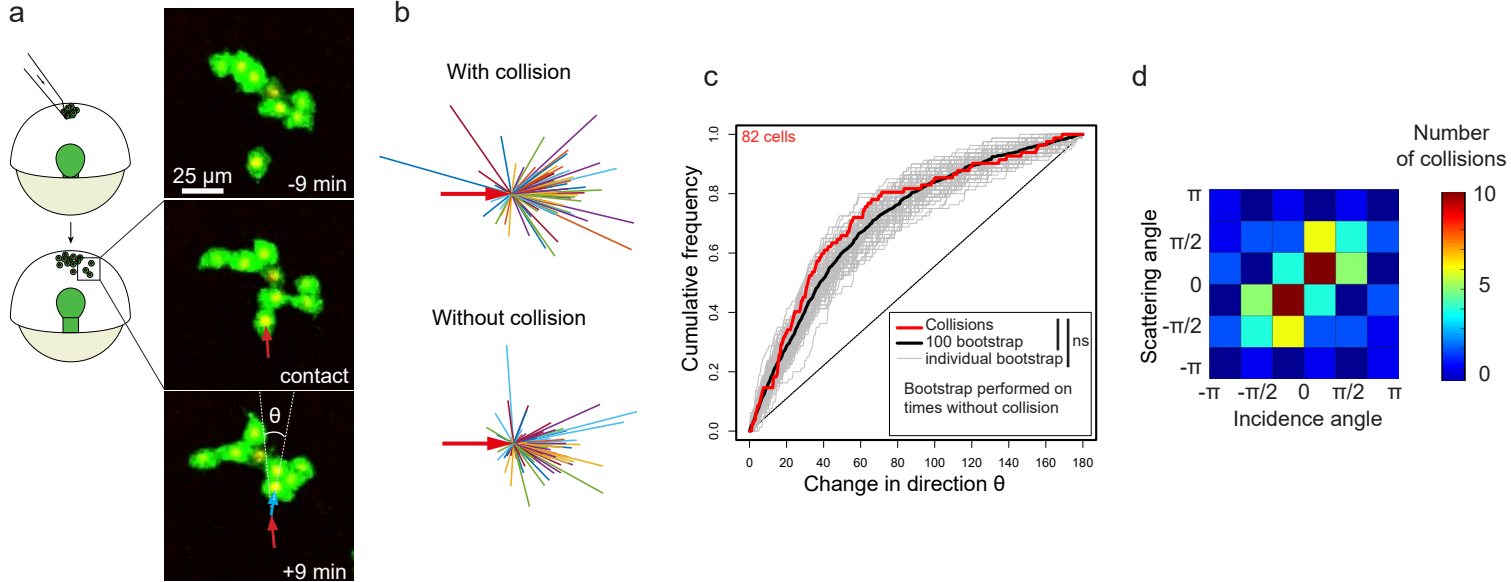 a
25 µm
-9 min
contact
θ
+9 min
b
With collision
Without collision
c
82 cells
Cumulative frequency
1.0
0.8
0.6
0.4
0.2
0.0
0 20 40 60 80 100 120 140 160 180
Change in direction θ
Collisions
100 bootstrap
individual bootstrap
ns
Bootstrap performed on
times without collision
d
Number
of collisions
Scattering angle
π
π/2
0
-π/2
-π
-π -π/2 0 π/2 π
Incidence angle
10
5
0